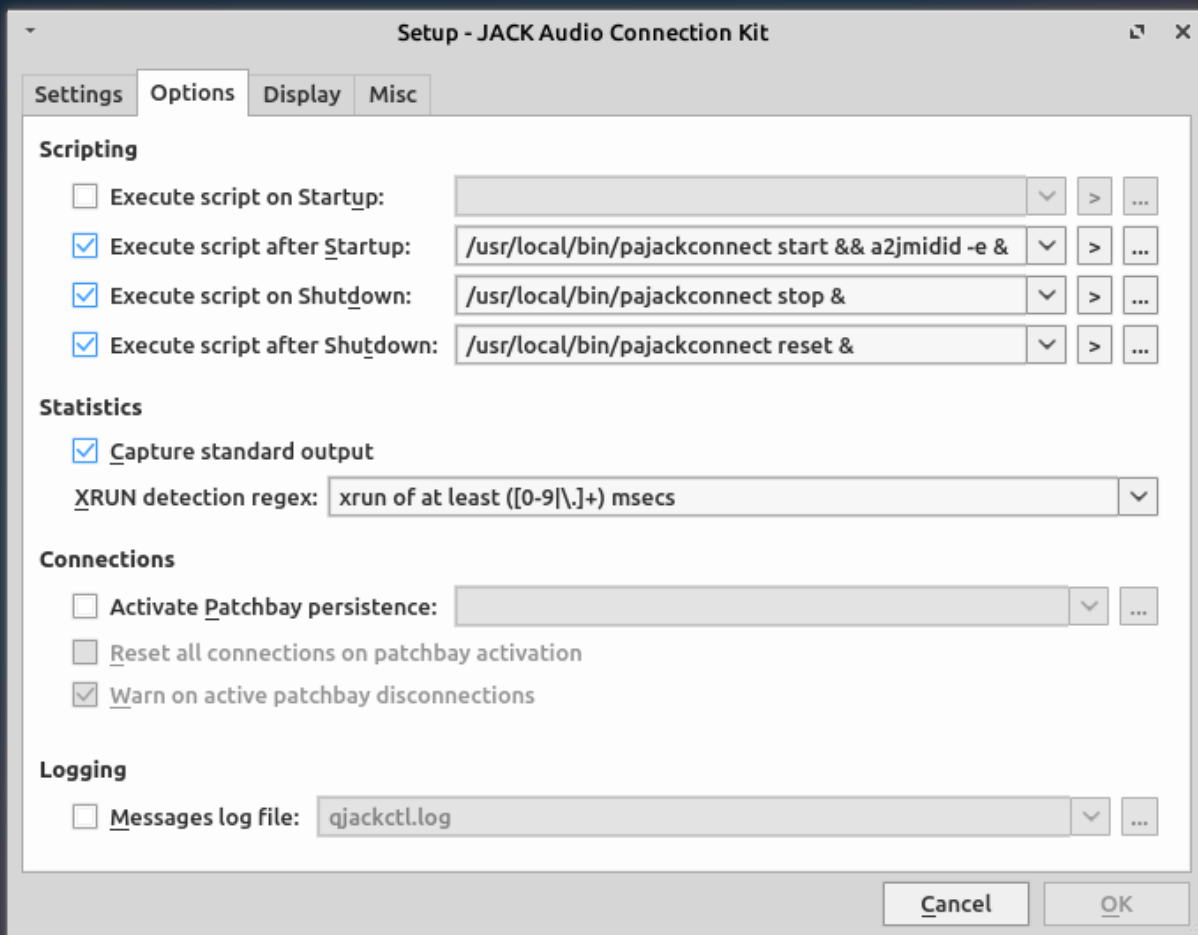 Setup - JACK Audio Connection Kit
Settings Options Display Misc
Scripting
Execute script on Startup: > ...
Execute script after Startup: /usr/local/bin/pajackconnect start && a2jmidid -e & > ...
Execute script on Shutdown: /usr/local/bin/pajackconnect stop & > ...
Execute script after Shutdown: /usr/local/bin/pajackconnect reset & > ...
Statistics
Capture standard output
XRUN detection regex: xrun of at least ([0-9|\.]+) msecs
Connections
Activate Patchbay persistence: ...
Reset all connections on patchbay activation
Warn on active patchbay disconnections
Logging
Messages log file: qjackctl.log ...
Cancel OK